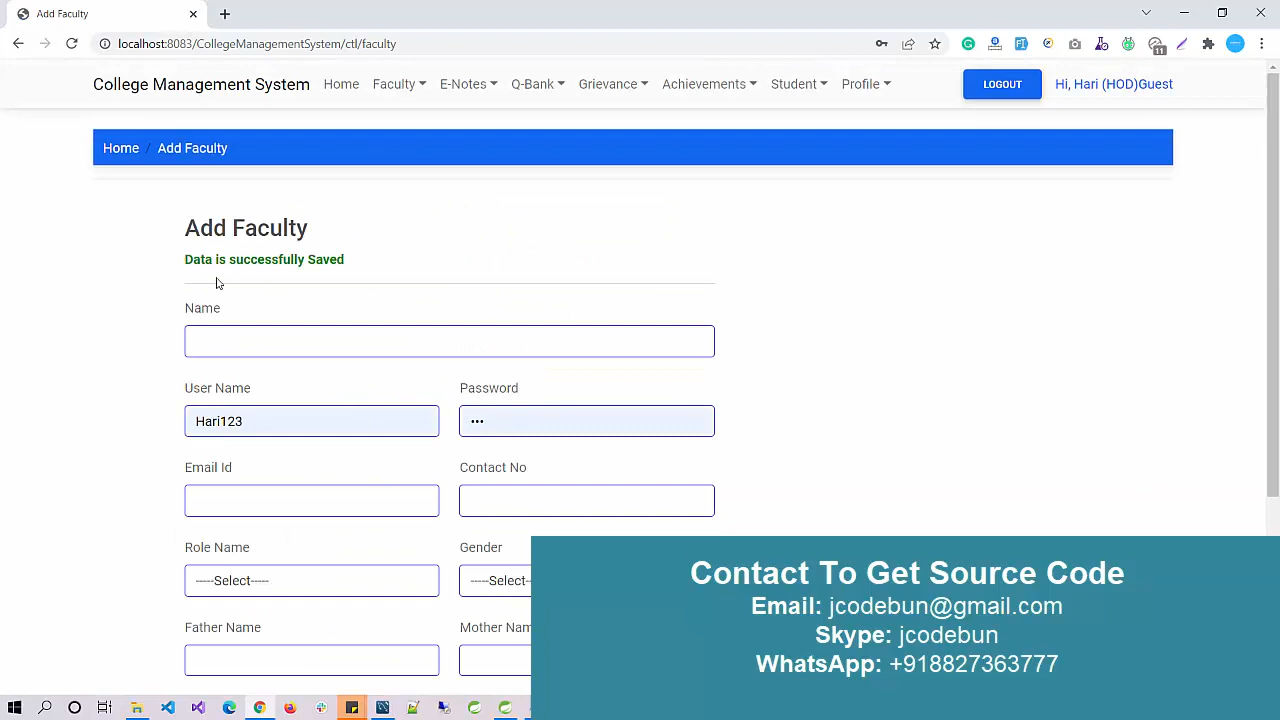 Add Faculty
localhost:8083/CollegeManagementSystem/ctl/faculty
11
College Management System Home Faculty E-Notes Q-Bank Grievance Achievements Student Profile LOGOUT Hi, Hari (HOD)Guest
Home / Add Faculty
Add Faculty
Data is successfully Saved
Name
User Name Password
Hari123 •••
Email Id Contact No
Role Name Gender
-----Select----- -----Select-
Father Name Mother Nam
Contact To Get Source Code
Email: jcodebun@gmail.com
Skype: jcodebun
WhatsApp: +918827363777